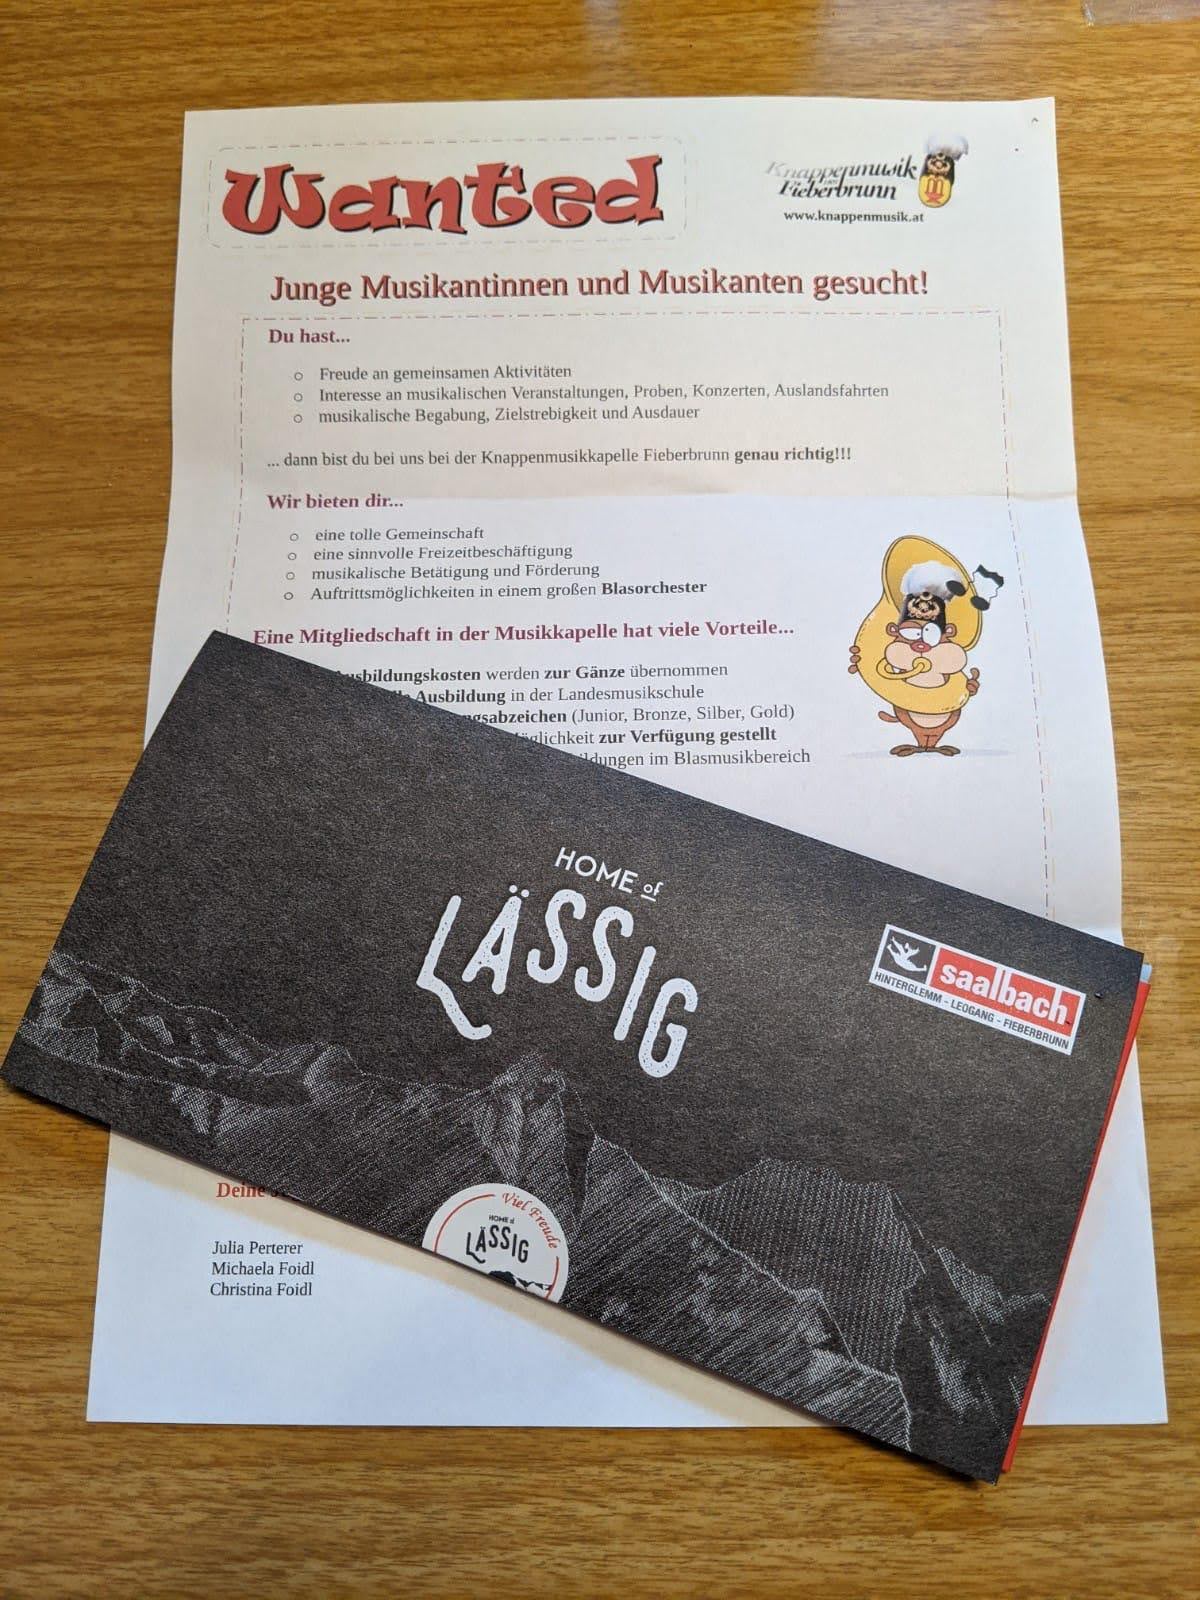 Wanted
Knappenmusik
Fieberbrunn
www.knappenmusik.at
Junge Musikantinnen und Musikanten gesucht!
Du hast...
o Freude an gemeinsamen Aktivitäten
o Interesse an musikalischen Veranstaltungen, Proben, Konzerten, Auslandsfahrten
o musikalische Begabung, Zielstrebigkeit und Ausdauer
... dann bist du bei uns bei der Knappenmusikkapelle Fieberbrunn genau richtig!!!
Wir bieten dir...
o eine tolle Gemeinschaft
o eine sinnvolle Freizeitbeschäftigung
o musikalische Betätigung und Förderung
o Auftrittsmöglichkeiten in einem großen Blasorchester
Eine Mitgliedschaft in der Musikkapelle hat viele Vorteile...
usbildungskosten werden zur Gänze übernommen
Ausbildung in der Landesmusikschule
ngsabzeichen (Junior, Bronze, Silber, Gold)
öglichkeit zur Verfügung gestellt
ildungen im Blasmusikbereich
HOME of
LÄSSIG
saalbach
HINTERGLEMM - LEOGANG - FIEBERBRUNN
Viel Freude
HOME of
LÄSSIG
Deine
Julia Perterer
Michaela Foidl
Christina Foidl